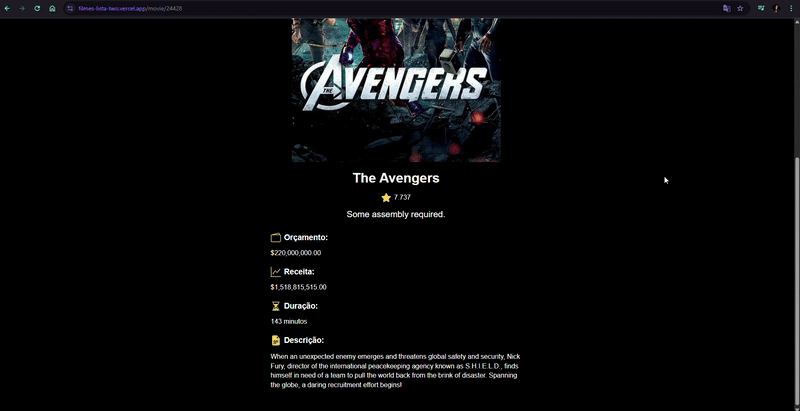 filmes-lista-two.vercel.app/movie/24428
THE AVENGERS
The Avengers
7.737
Some assembly required.
Orçamento:
$220,000,000.00
Receita:
$1,518,815,515.00
Duração:
143 minutos
Descrição:
When an unexpected enemy emerges and threatens global safety and security, Nick
Fury, director of the international peacekeeping agency known as S.H.I.E.L.D., finds
himself in need of a team to pull the world back from the brink of disaster. Spanning
the globe, a daring recruitment effort begins!